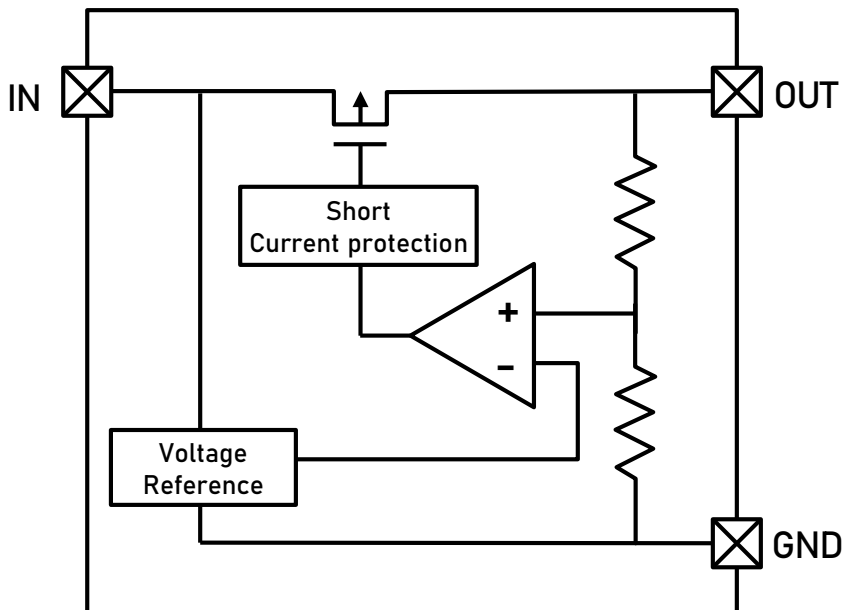 IN
OUT
Short
Current protection
+
-
Voltage
Reference
GND